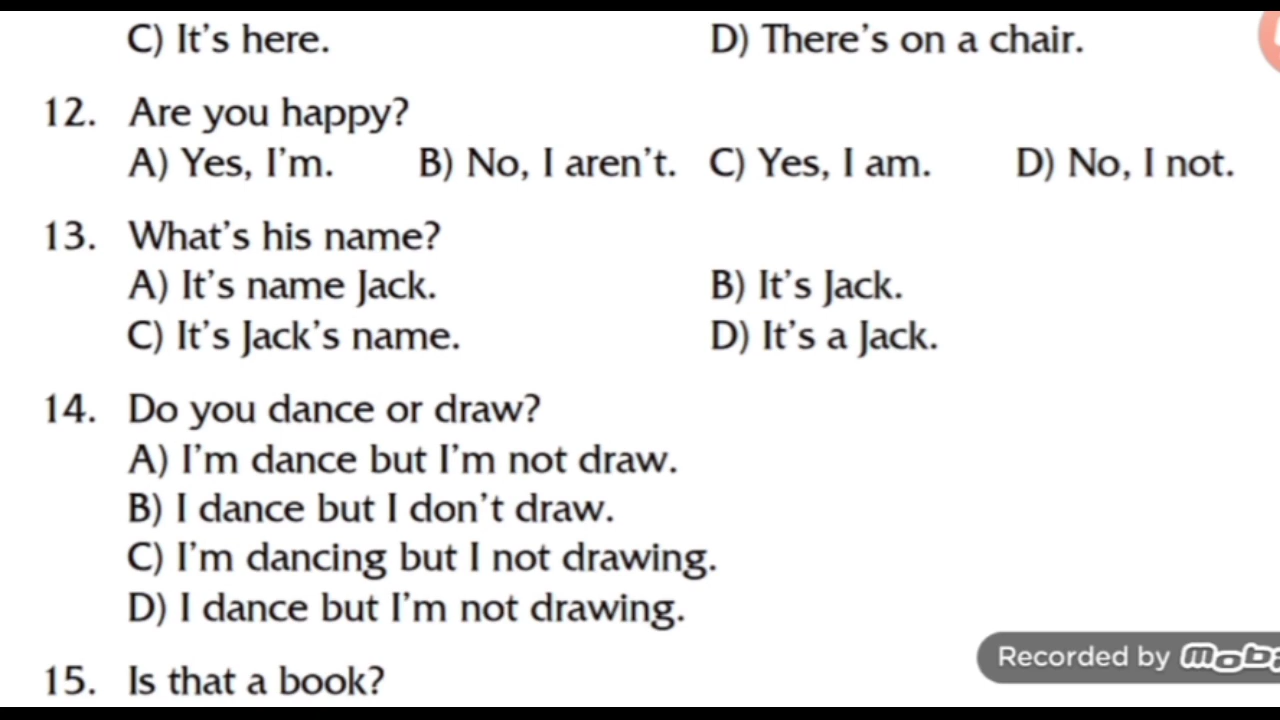 C) It's here. D) There's on a chair.
12. Are you happy?
A) Yes, I'm. B) No, I aren't. C) Yes, I am. D) No, I not.
13. What's his name?
A) It's name Jack. B) It's Jack.
C) It's Jack's name. D) It's a Jack.
14. Do you dance or draw?
A) I'm dance but I'm not draw.
B) I dance but I don't draw.
C) I'm dancing but I not drawing.
D) I dance but I'm not drawing.
Recorded by
15. Is that a book?